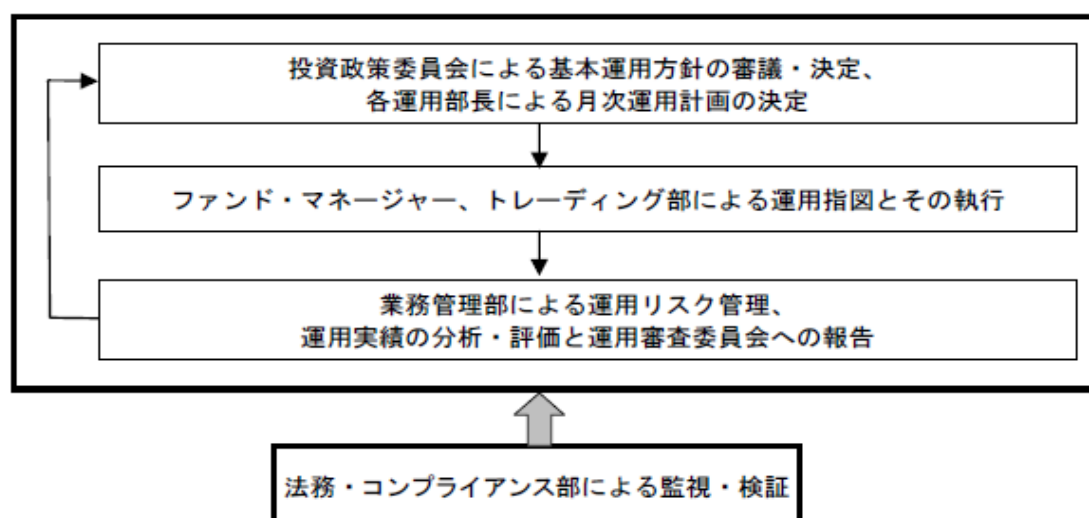 投資政策委員会による基本運用方針の審議・決定、
各運用部長による月次運用計画の決定
ファンド・マネージャー、トレーディング部による運用指図とその執行
業務管理部による運用リスク管理、
運用実績の分析・評価と運用審査委員会への報告
法務・コンプライアンス部による監視・検証